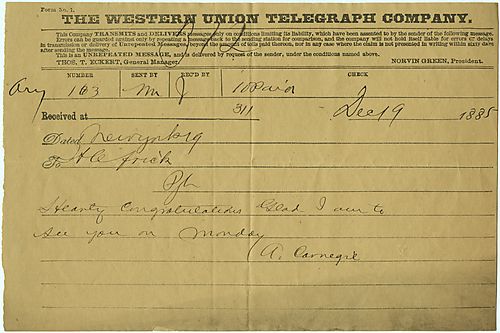 Form No. 1.
THE WESTERN UNION TELEGRAPH COMPANY.
This Company TRANSMITS and DELIVERS messages only on conditions limiting its liability, which have been assented to by the sender of the following message.
Errors can be guarded against only by repeating a message back to the sending station for comparison, and the company will not hold itself liable for errors or delays
in transmission or delivery of Unrepeated Messages, beyond the amount of tolls paid thereon, nor in any case where the claim is not presented in writing within sixty days
after sending the message.
This is an UNREPEATED MESSAGE, and is delivered by request of the sender, under the conditions named above.
THOS. T. ECKERT, General Manager. NORVIN GREEN, President.
NUMBER SENT BY REC'D BY CHECK
103 J 10 Paid
Received at 311 Dec 19 1885
Dated Newyork 19
To H C Frick
Pgh
Hearty Congratulations Glad I am to
see you on Monday
A. Carnegie